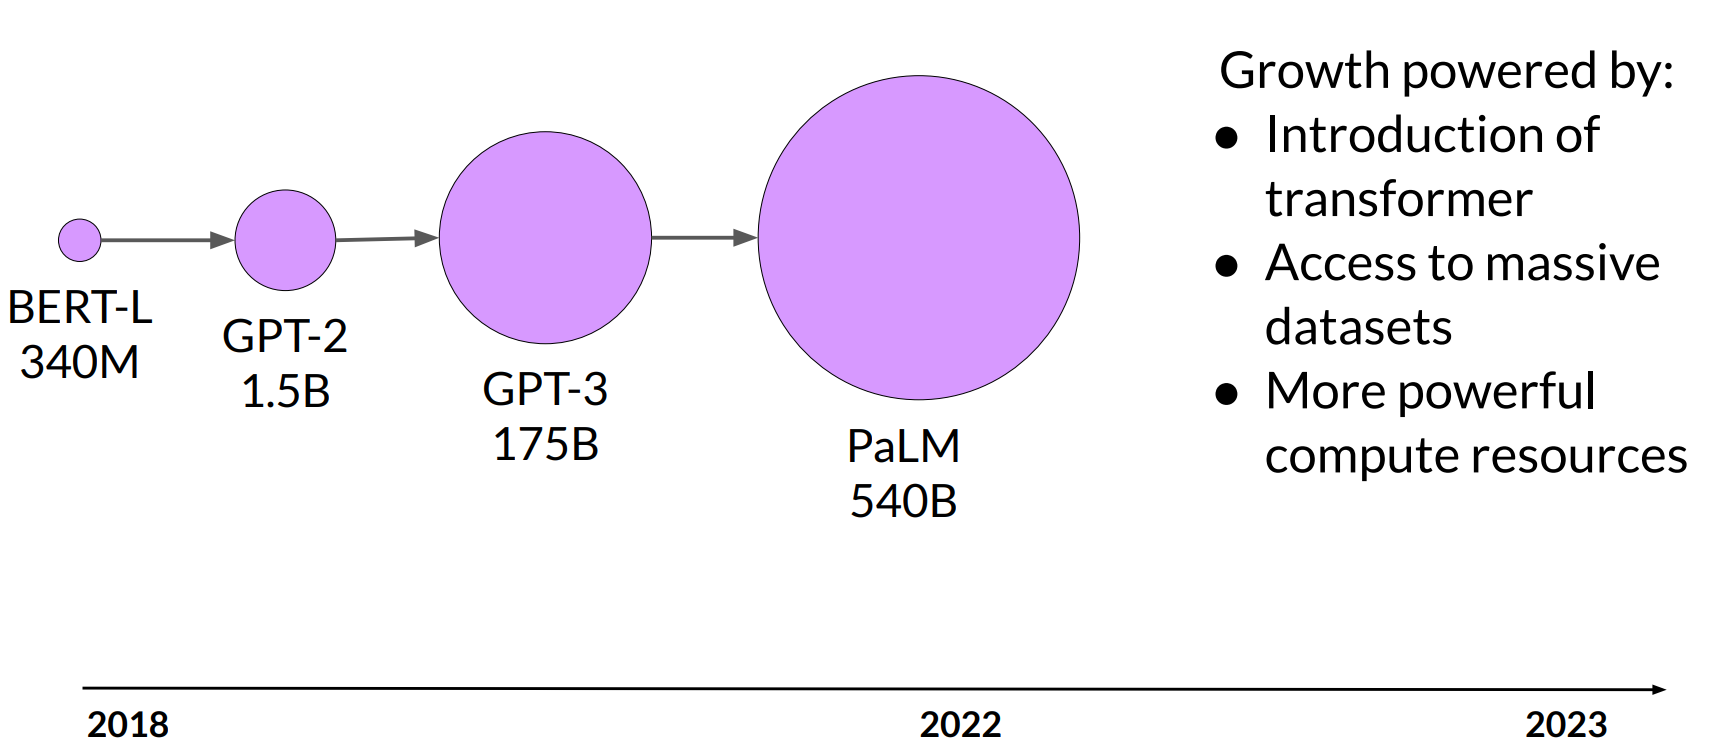 BERT-L
340M
GPT-2
1.5B
GPT-3
175B
PaLM
540B
Growth powered by:
● Introduction of
transformer
● Access to massive
datasets
● More powerful
compute resources
2018
2022
2023